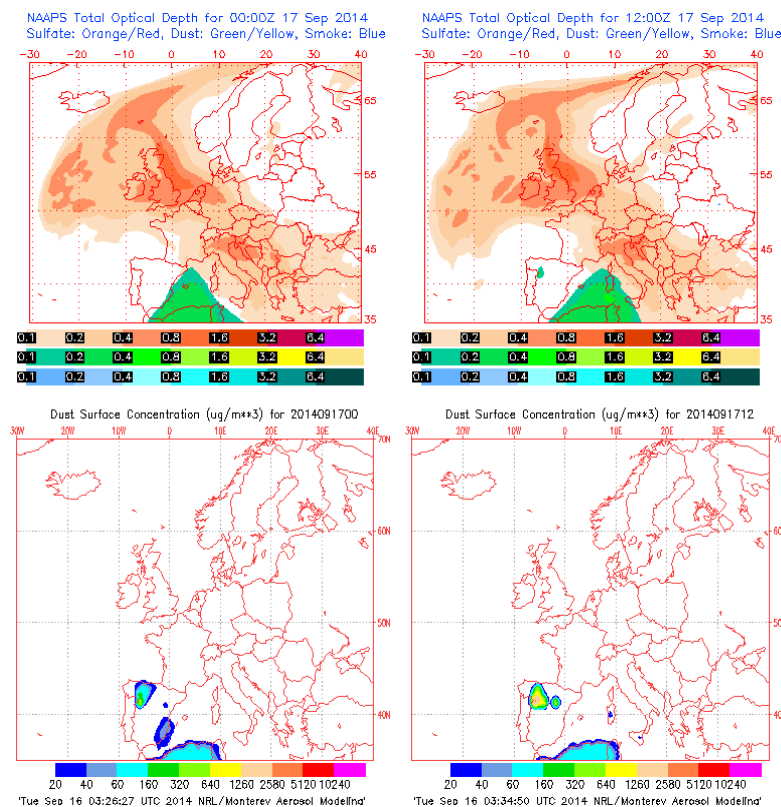 NAAPS Total Optical Depth for 00:00Z 17 Sep 2014
Sulfate: Orange/Red, Dust: Green/Yellow, Smoke: Blue
-30 -20 -10 0 10 20 30 40
65
55
45
35
0.1 0.2 0.4 0.8 1.6 3.2 6.4
0.1 0.2 0.4 0.8 1.6 3.2 6.4
0.1 0.2 0.4 0.8 1.6 3.2 6.4
NAAPS Total Optical Depth for 12:00Z 17 Sep 2014
Sulfate: Orange/Red, Dust: Green/Yellow, Smoke: Blue
-30 -20 -10 0 10 20 30 40
65
55
45
35
0.1 0.2 0.4 0.8 1.6 3.2 6.4
0.1 0.2 0.4 0.8 1.6 3.2 6.4
0.1 0.2 0.4 0.8 1.6 3.2 6.4
Dust Surface Concentration (ug/m**3) for 2014091700
30W 20W 10W 0 10E 20E 30E 40E
70N
60N
50N
40N
20 40 60 160 320 640 1260 2580 5120 10240
'Tue Sep 16 03:26:27 UTC 2014 NRL/Monterey Aerosol Modeling'
Dust Surface Concentration (ug/m**3) for 2014091712
30W 20W 10W 0 10E 20E 30E 40E
70N
60N
50N
40N
20 40 60 160 320 640 1260 2580 5120 10240
'Tue Sep 16 03:34:50 UTC 2014 NRL/Monterey Aerosol Modeling'